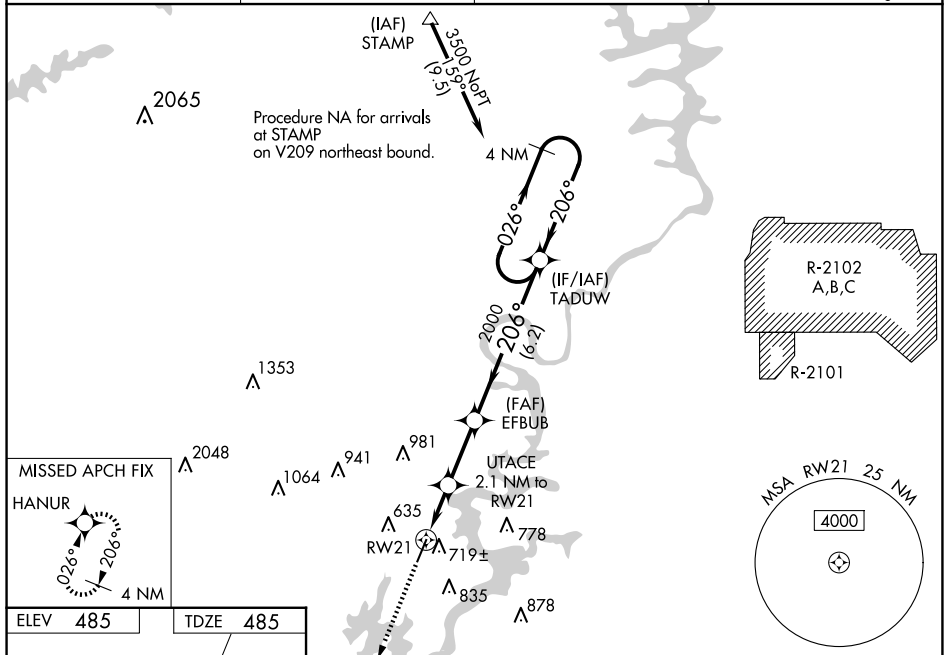 (IAF)
STAMP
3500 NoPT
159°
(9.5)
2065
Procedure NA for arrivals
at STAMP
on V209 northeast bound.
4 NM
026°
206°
(IF/IAF)
TADUW
R-2102
A,B,C
R-2101
2000
206°
(6.2)
1353
(FAF)
EFBUB
2048
1064
941
981
UTACE
2.1 NM to
RW21
635
778
RW21
719±
835
878
MISSED APCH FIX
HANUR
026°
206°
4 NM
MSA RW21 25 NM
4000
ELEV 485
TDZE 485